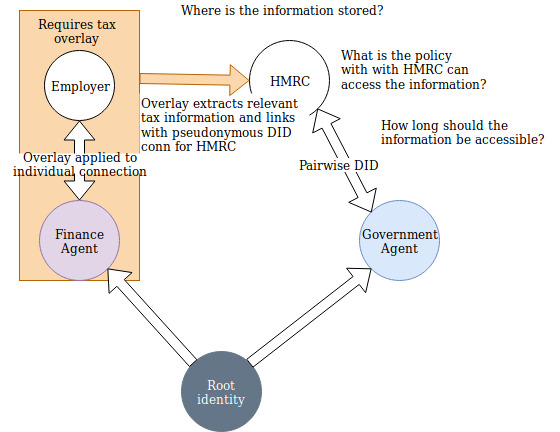 Where is the information stored?
Requires tax
overlay
Employer
HMRC
What is the policy
with with HMRC can
access the information?
Overlay extracts relevant
tax information and links
with pseudonymous DID
conn for HMRC
How long should the
information be accessible?
Overlay applied to
individual connection
Pairwise DID
Finance
Agent
Government
Agent
Root
identity